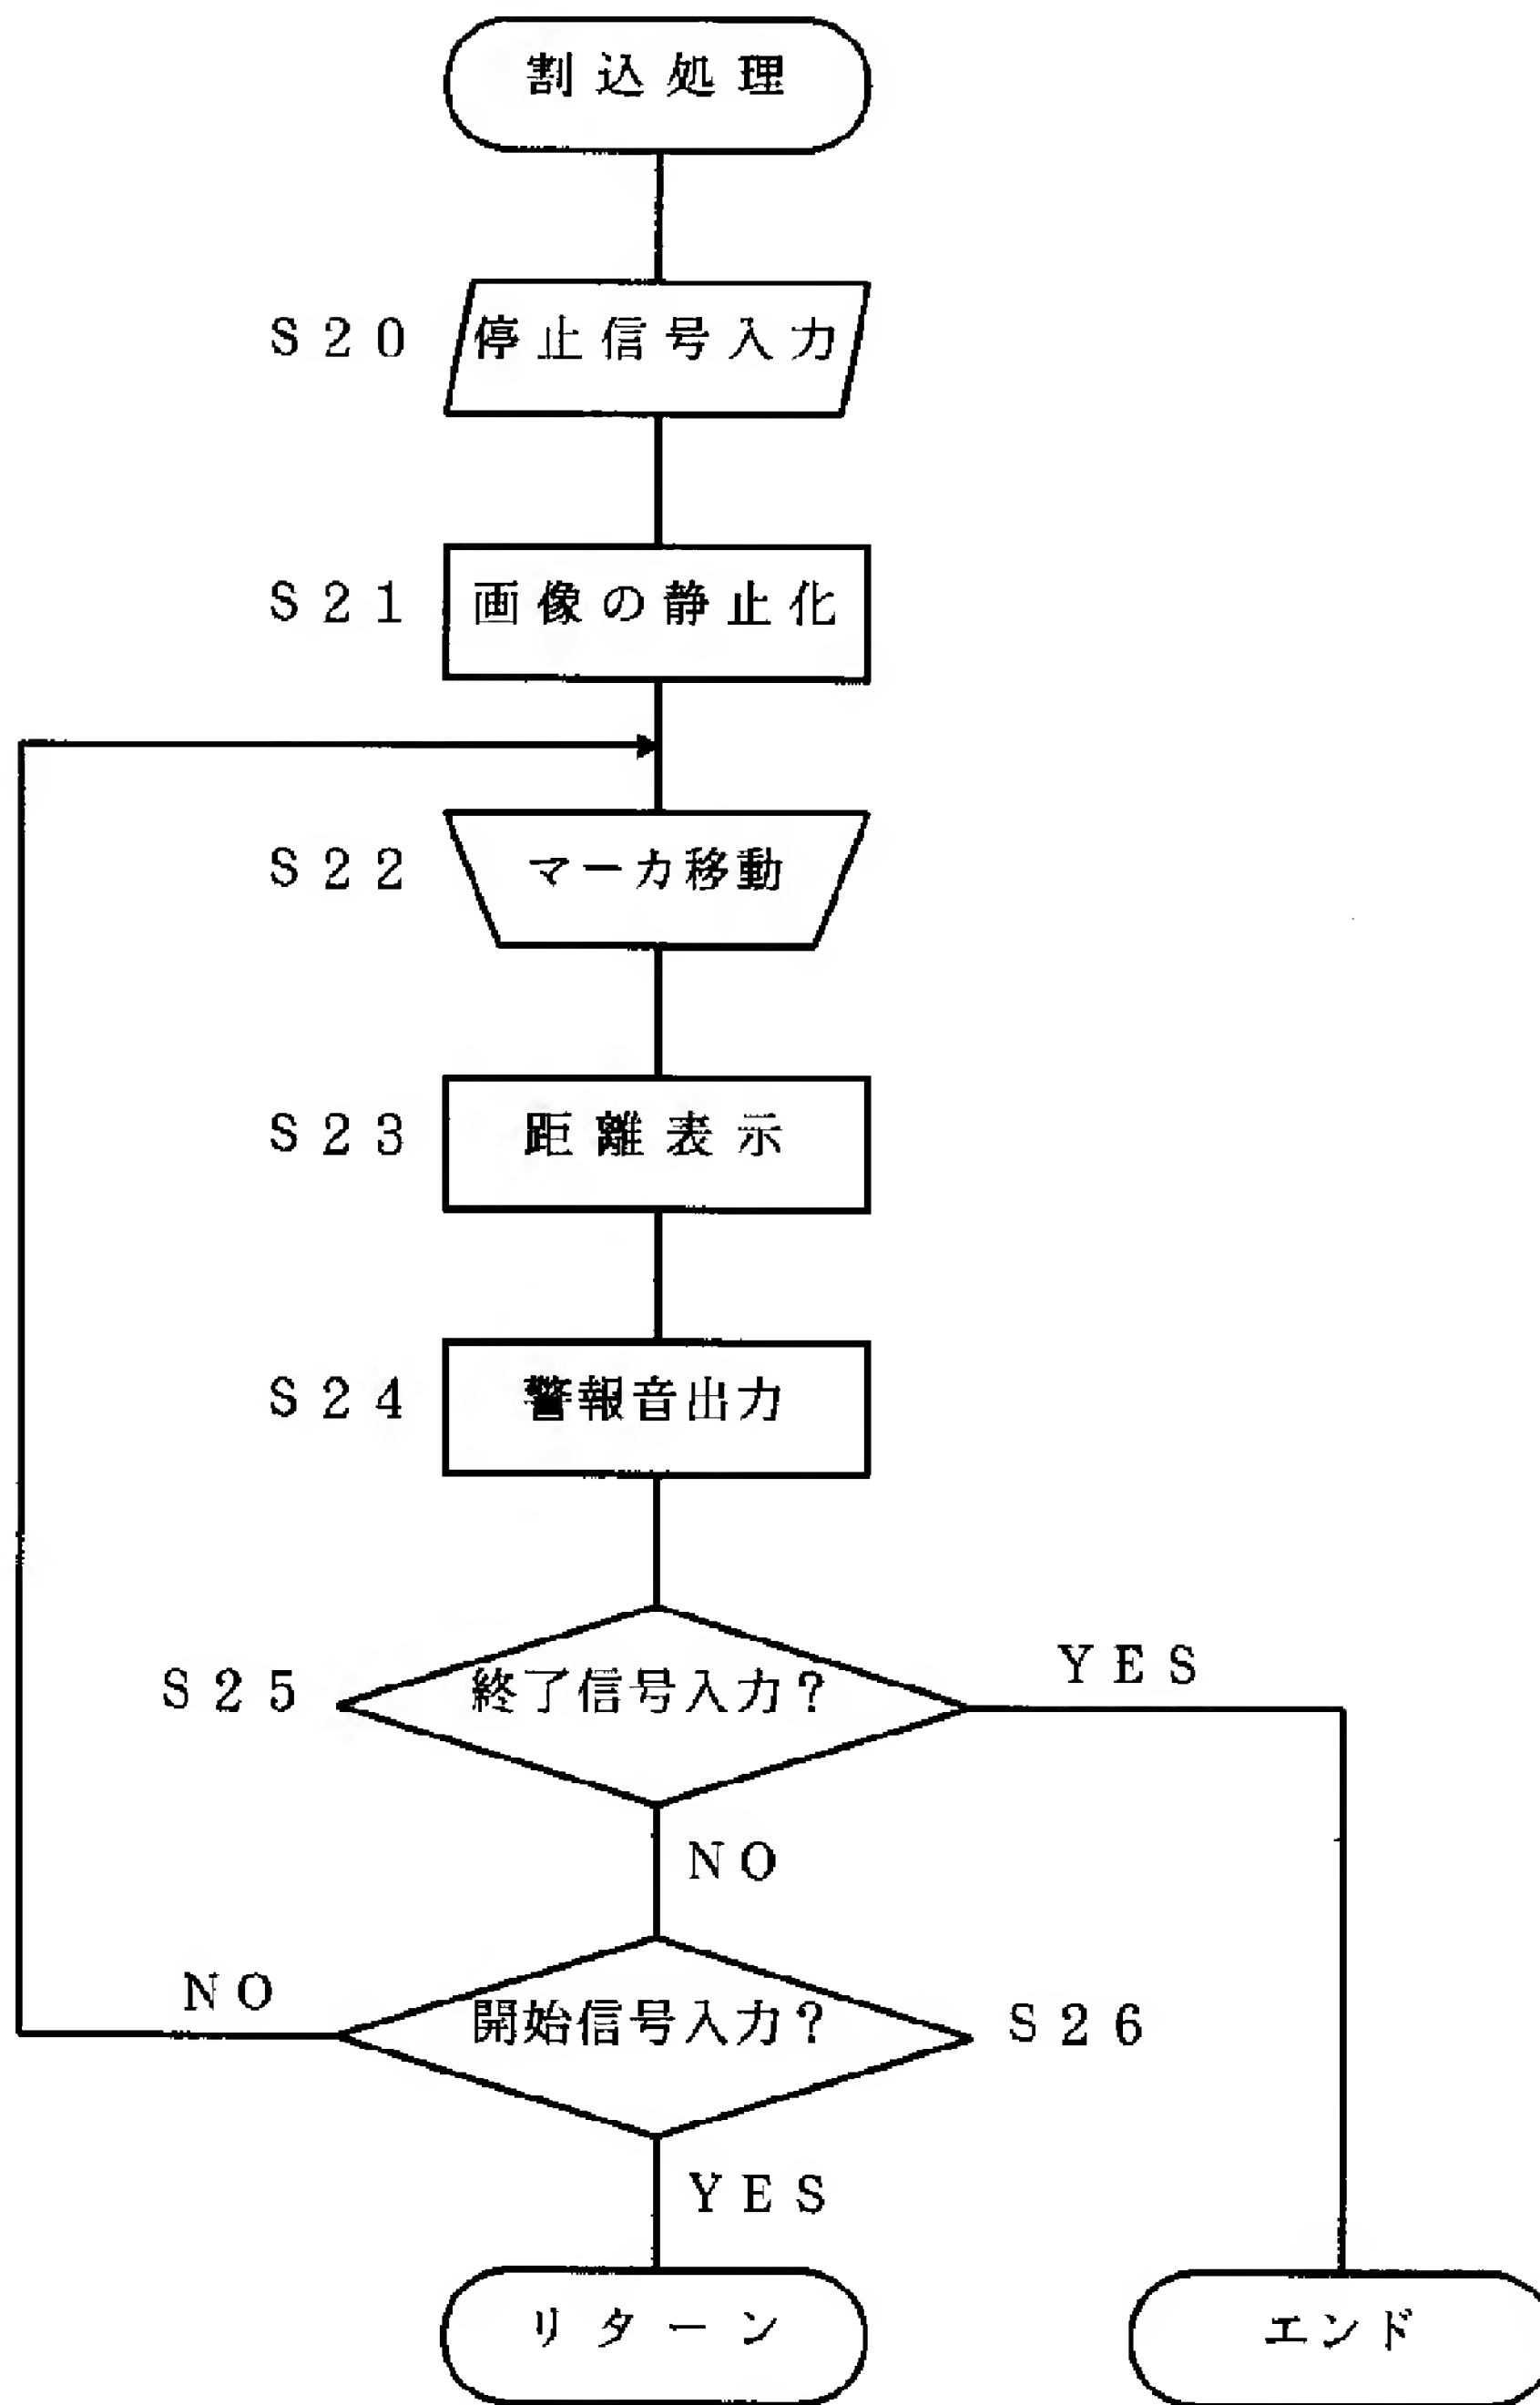 割込処理
S20 停止信号入力
S21 画像の静止化
S22 マーカ移動
S23 距離表示
S24 警報音出力
S25 終了信号入力? YES
NO
NO 開始信号入力? S26
YES
リターン エンド